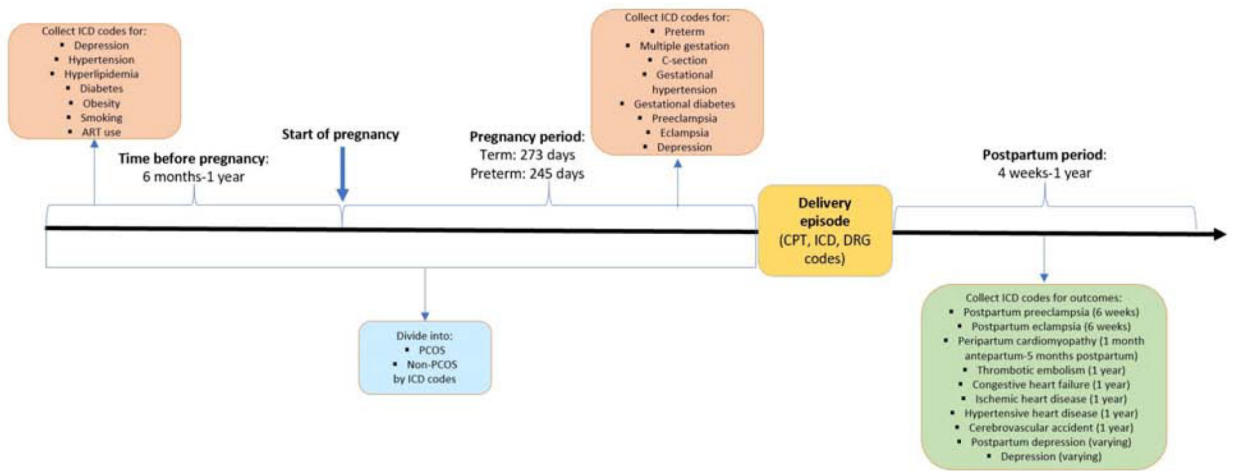 Collect ICD codes for:
▪ Depression
▪ Hypertension
▪ Hyperlipidemia
▪ Diabetes
▪ Obesity
▪ Smoking
▪ ART use
Time before pregnancy:
6 months-1 year
Start of pregnancy
Pregnancy period:
Term: 273 days
Preterm: 245 days
Collect ICD codes for:
▪ Preterm
▪ Multiple gestation
▪ C-section
▪ Gestational
hypertension
▪ Gestational diabetes
▪ Preeclampsia
▪ Eclampsia
▪ Depression
Delivery
episode
(CPT, ICD, DRG
codes)
Postpartum period:
4 weeks-1 year
Divide into:
▪ PCOS
▪ Non-PCOS
by ICD codes
Collect ICD codes for outcomes:
▪ Postpartum preeclampsia (6 weeks)
▪ Postpartum eclampsia (6 weeks)
▪ Peripartum cardiomyopathy (1 month
antepartum-5 months postpartum)
▪ Thrombotic embolism (1 year)
▪ Congestive heart failure (1 year)
▪ Ischemic heart disease (1 year)
▪ Hypertensive heart disease (1 year)
▪ Cerebrovascular accident (1 year)
▪ Postpartum depression (varying)
▪ Depression (varying)